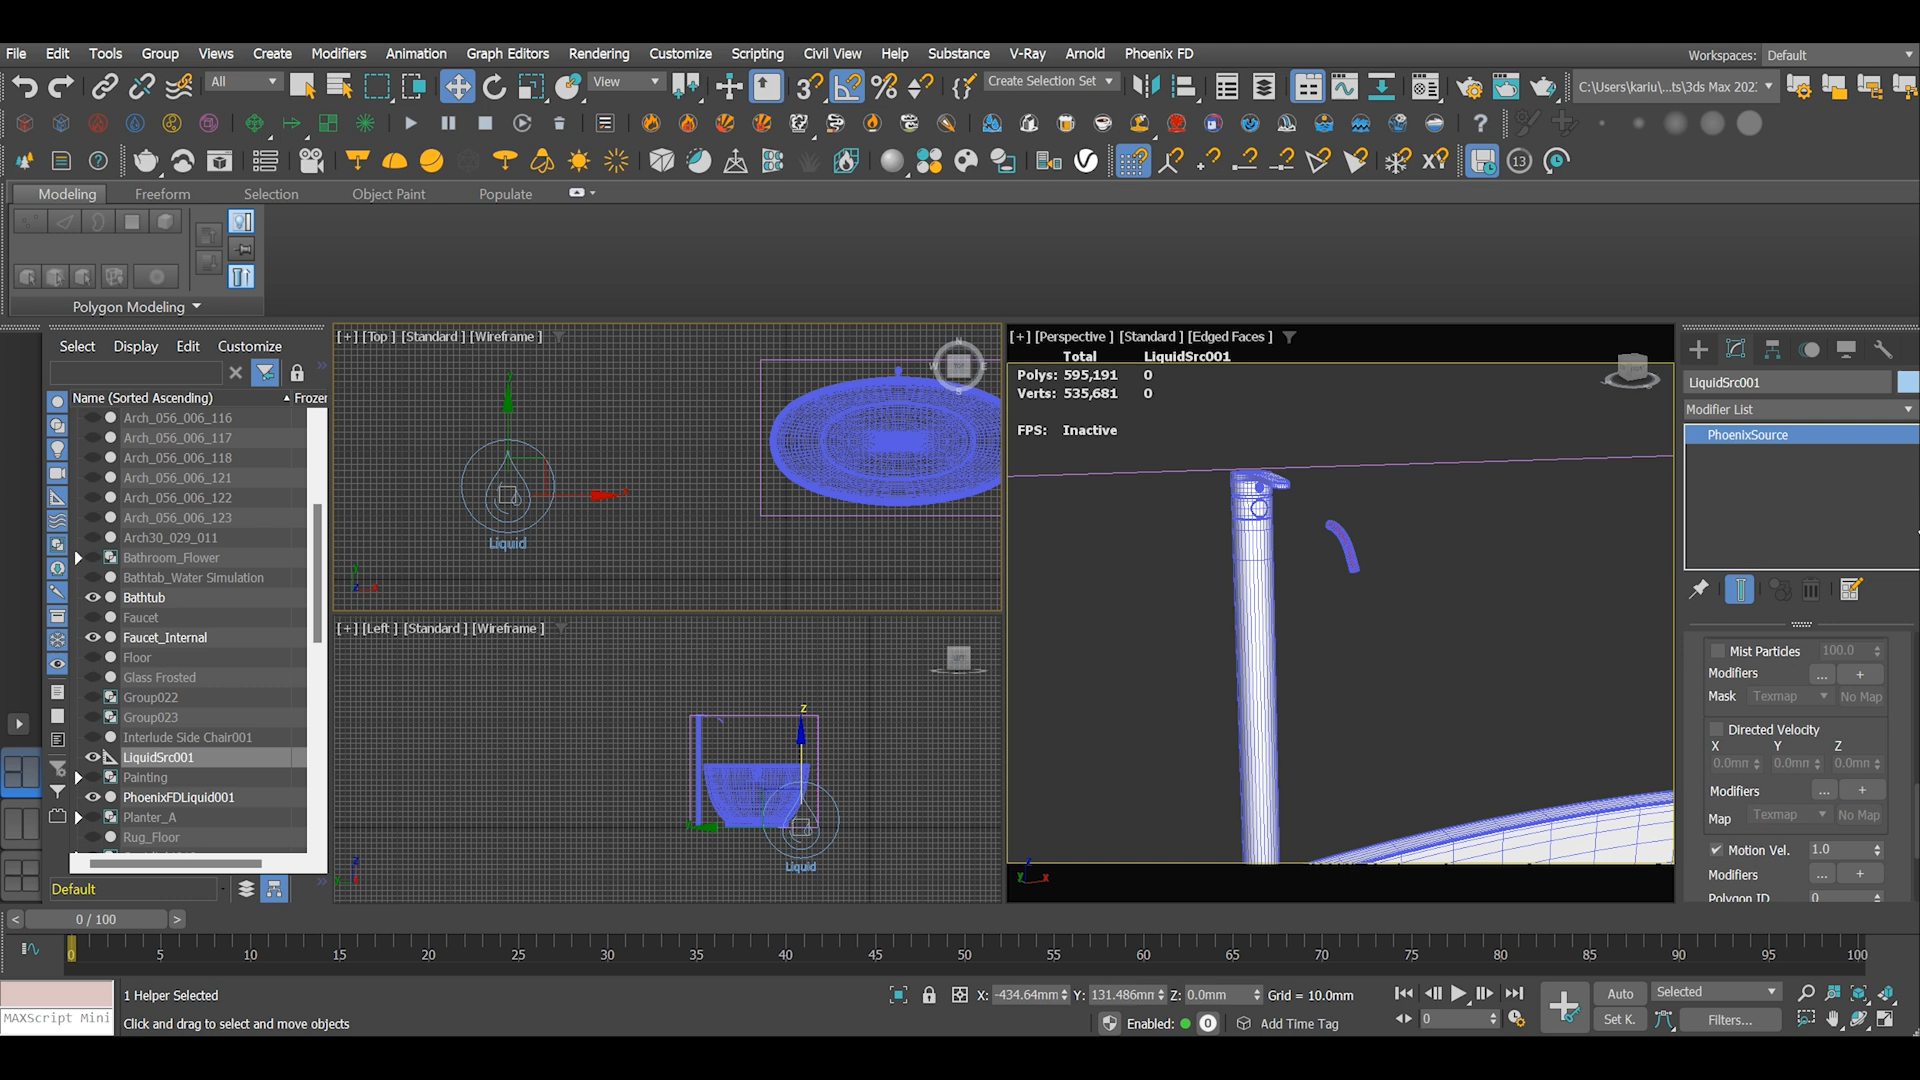 File Edit Tools Group Views Create Modifiers Animation Graph Editors Rendering Customize Scripting Civil View Help Substance V-Ray Arnold Phoenix FD
Workspaces: Default
All
View
Create Selection Set
C:\Users\kariu\...ts\3ds Max 202
13
XY
Modeling Freeform Selection Object Paint Populate
Polygon Modeling
Select Display Edit Customize
Name (Sorted Ascending) Frozen
Arch_056_006_116
Arch_056_006_117
Arch_056_006_118
Arch_056_006_121
Arch_056_006_122
Arch_056_006_123
Arch30_029_011
Bathroom_Flower
Bathtab_Water Simulation
Bathtub
Faucet
Faucet_Internal
Floor
Glass Frosted
Group022
Group023
Interlude Side Chair001
LiquidSrc001
Painting
PhoenixFDLiquid001
Planter_A
Rug_Floor
Default
[+] [Top ] [Standard ] [Wireframe ]
Liquid
[+] [Left ] [Standard ] [Wireframe ]
Z
Liquid
[+] [Perspective ] [Standard ] [Edged Faces ]
Total LiquidSrc001
Polys: 595,191 0
Verts: 535,681 0
FPS: Inactive
LiquidSrc001
Modifier List
PhoenixSource
Mist Particles 100.0
Modifiers ... +
Mask Texmap No Map
Directed Velocity
X Y Z
0.0mm 0.0mm 0.0mm
Modifiers ... +
Map Texmap No Map
Motion Vel. 1.0
Modifiers ... +
Polygon ID 0
< 0 / 100 >
0 5 10 15 20 25 30 35 40 45 50 55 60 65 70 75 80 85 90 95 100
1 Helper Selected
X: -434.64mm Y: 131.486mm Z: 0.0mm Grid = 10.0mm
Auto Selected
MAXScript Mini
Click and drag to select and move objects
Enabled: 0 Add Time Tag
0
Set K. Filters...